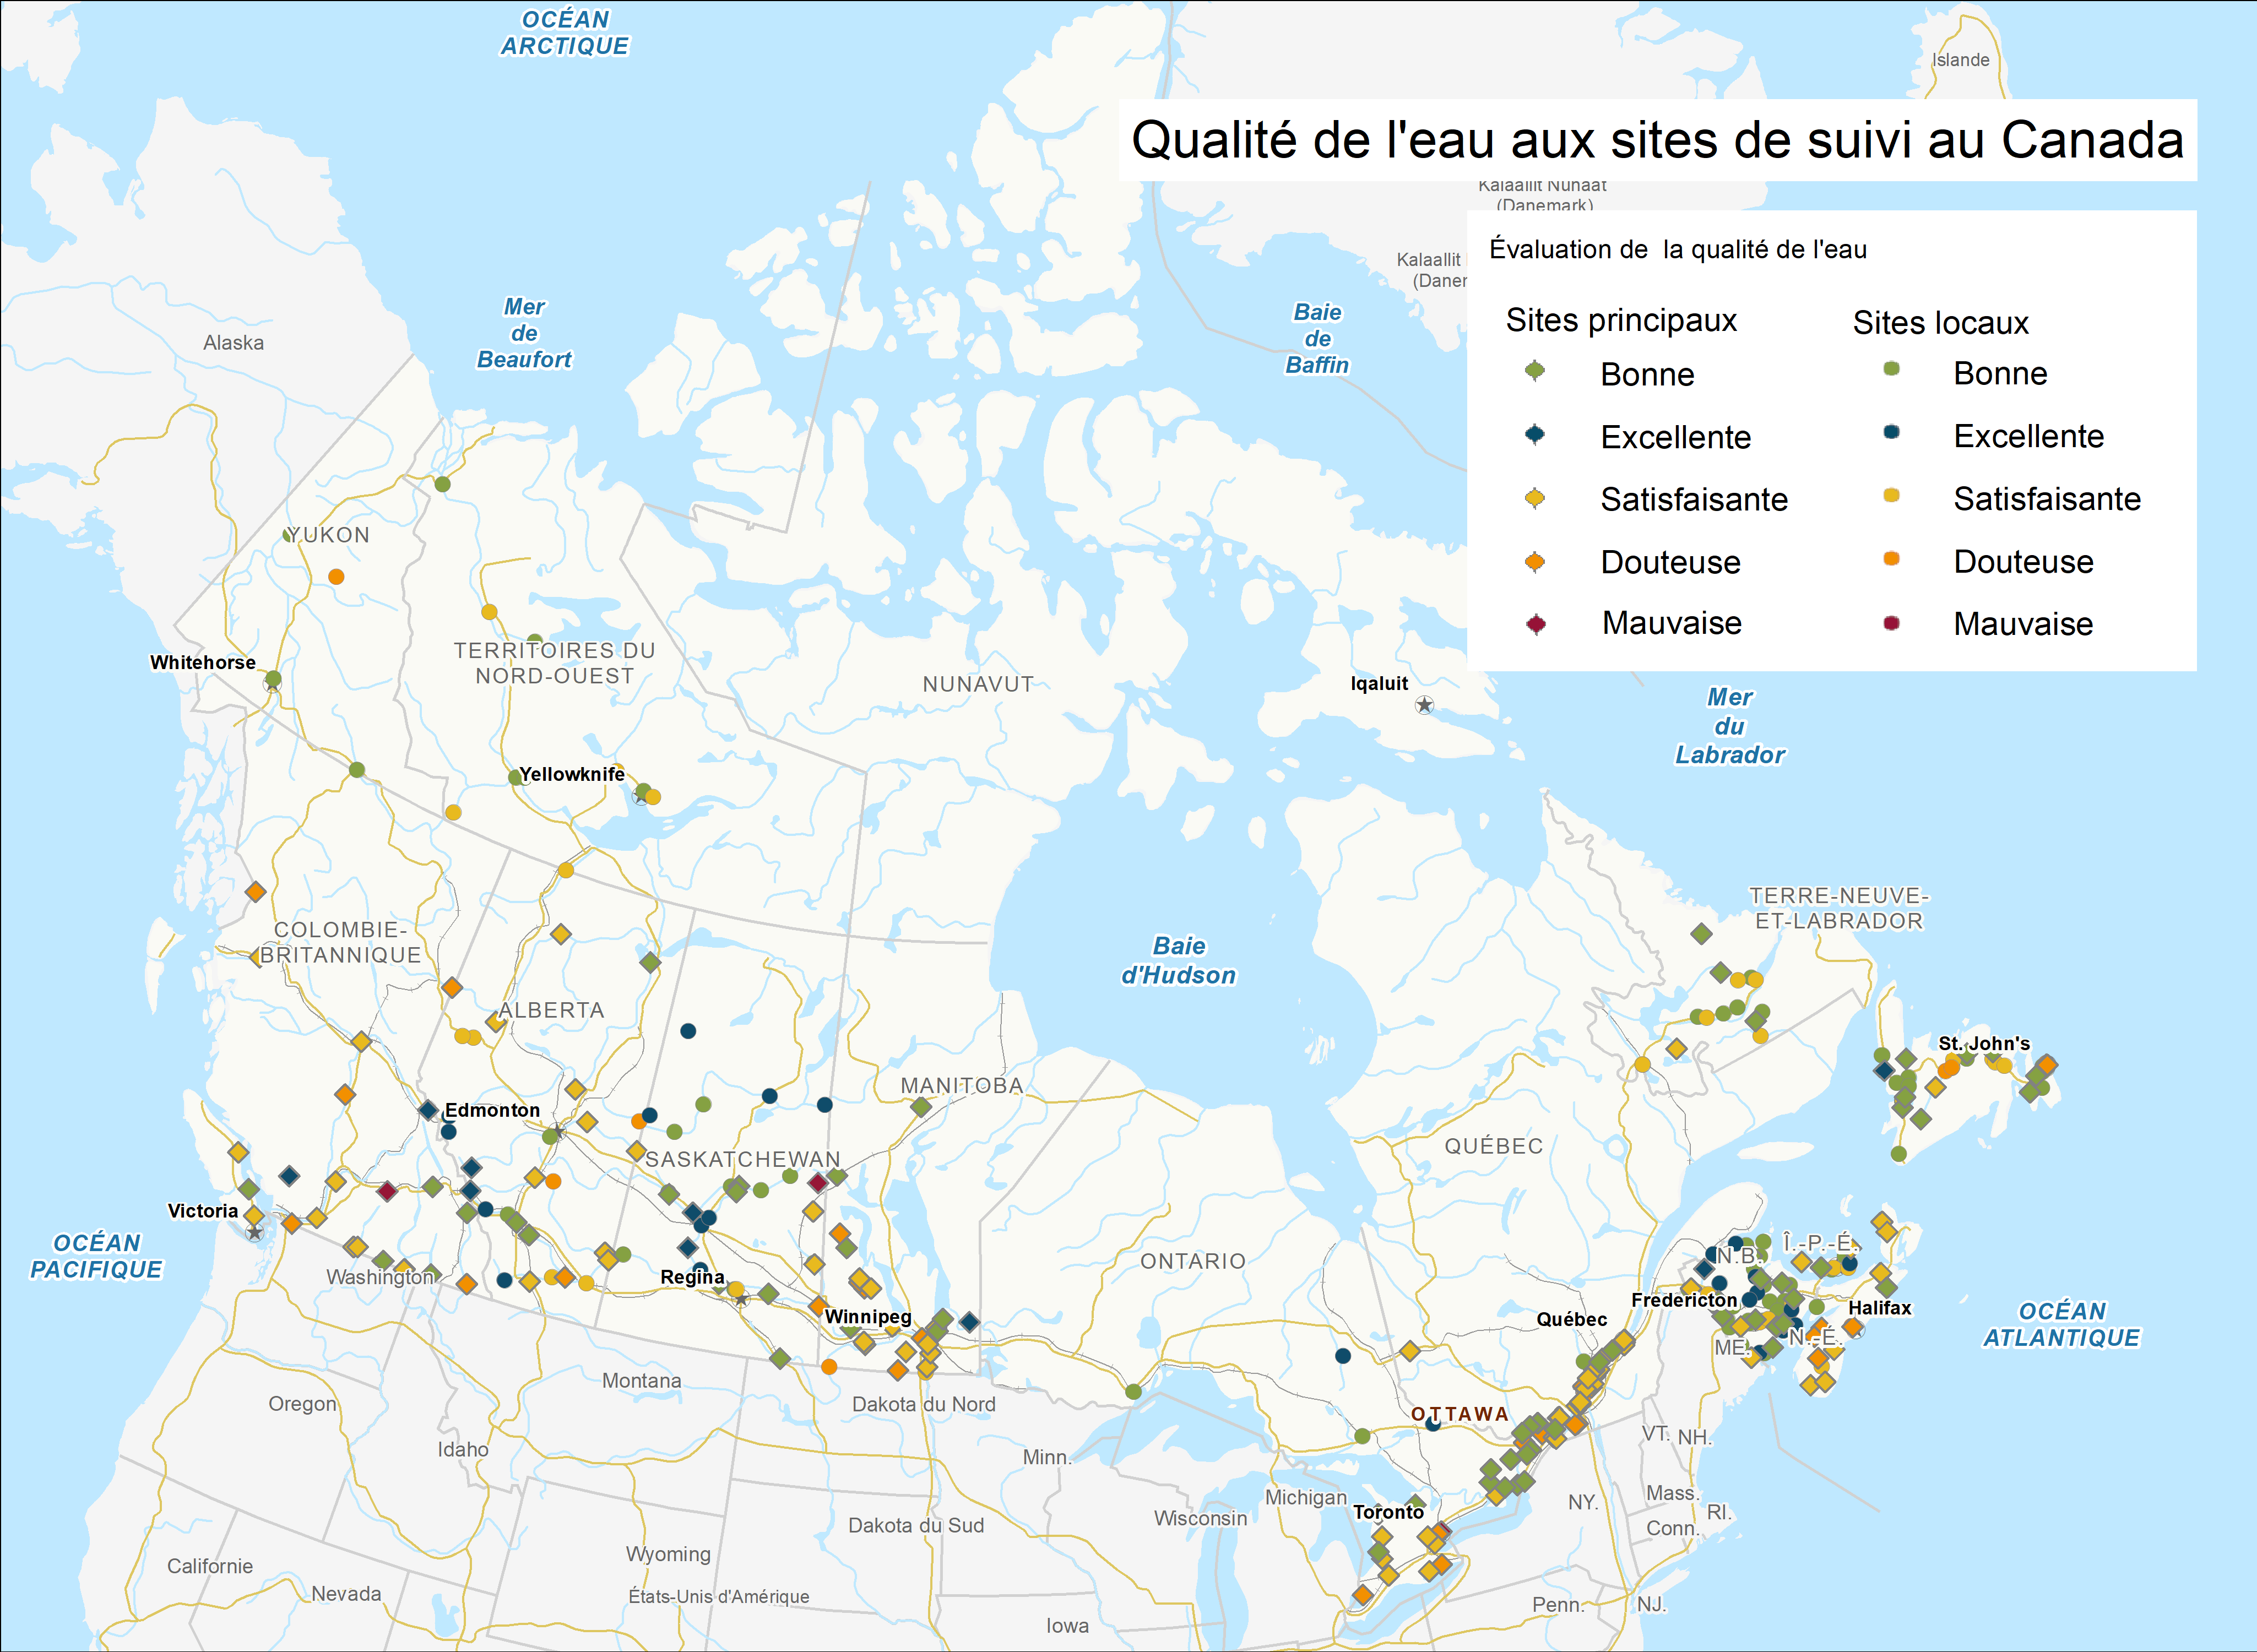 OCÉAN
ARCTIQUE
Islande
Qualité de l'eau aux sites de suivi au Canada
Kalaallit Nunaat
(Danemark)
Évaluation de  la qualité de l'eau
Kalaallit
(Daner
Sites principaux
Sites locaux
Bonne
Bonne
Excellente
Excellente
Satisfaisante
Satisfaisante
Douteuse
Douteuse
Mauvaise
Mauvaise
Mer
de
Beaufort
Baie
de
Baffin
Alaska
YUKON
Whitehorse
TERRITOIRES DU
NORD-OUEST
NUNAVUT
Iqaluit
Mer
du
Labrador
Yellowknife
TERRE-NEUVE-
ET-LABRADOR
COLOMBIE-
BRITANNIQUE
Baie
d'Hudson
ALBERTA
St. John's
MANITOBA
Edmonton
QUÉBEC
SASKATCHEWAN
Victoria
OCÉAN
PACIFIQUE
Î.-P.-É.
N.B.
ONTARIO
Washington
Regina
Fredericton
Halifax
Winnipeg
Québec
OCÉAN
ATLANTIQUE
N.-É.
ME.
Montana
Oregon
Dakota du Nord
OTTAWA
VT.
NH.
Idaho
Minn.
Michigan
Mass.
NY.
Toronto
RI.
Wisconsin
Dakota du Sud
Conn.
Wyoming
Californie
Nevada
États-Unis d'Amérique
Penn.
NJ.
Iowa